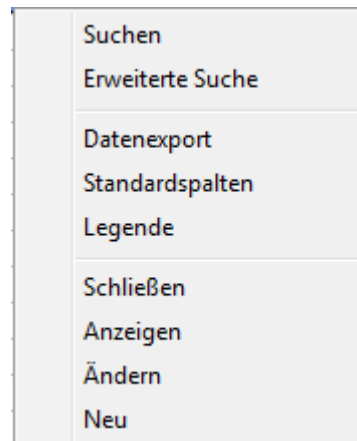 Suchen
Erweiterte Suche
Datenexport
Standardspalten
Legende
Schließen
Anzeigen
Ändern
Neu